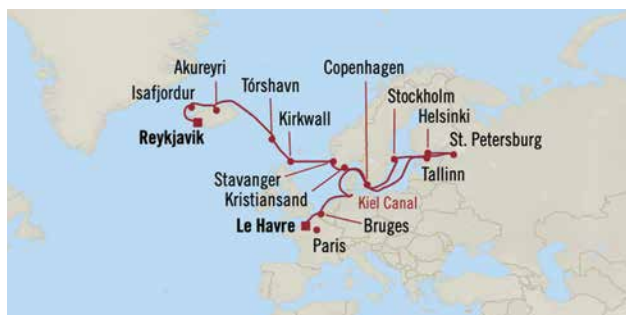 Akureyri
Copenhagen
Isafjordur
Tórshavn
Stockholm
Helsinki
Reykjavik
Kirkwall
St. Petersburg
Stavanger
Tallinn
Kristiansand
Kiel Canal
Le Havre
Bruges
Paris